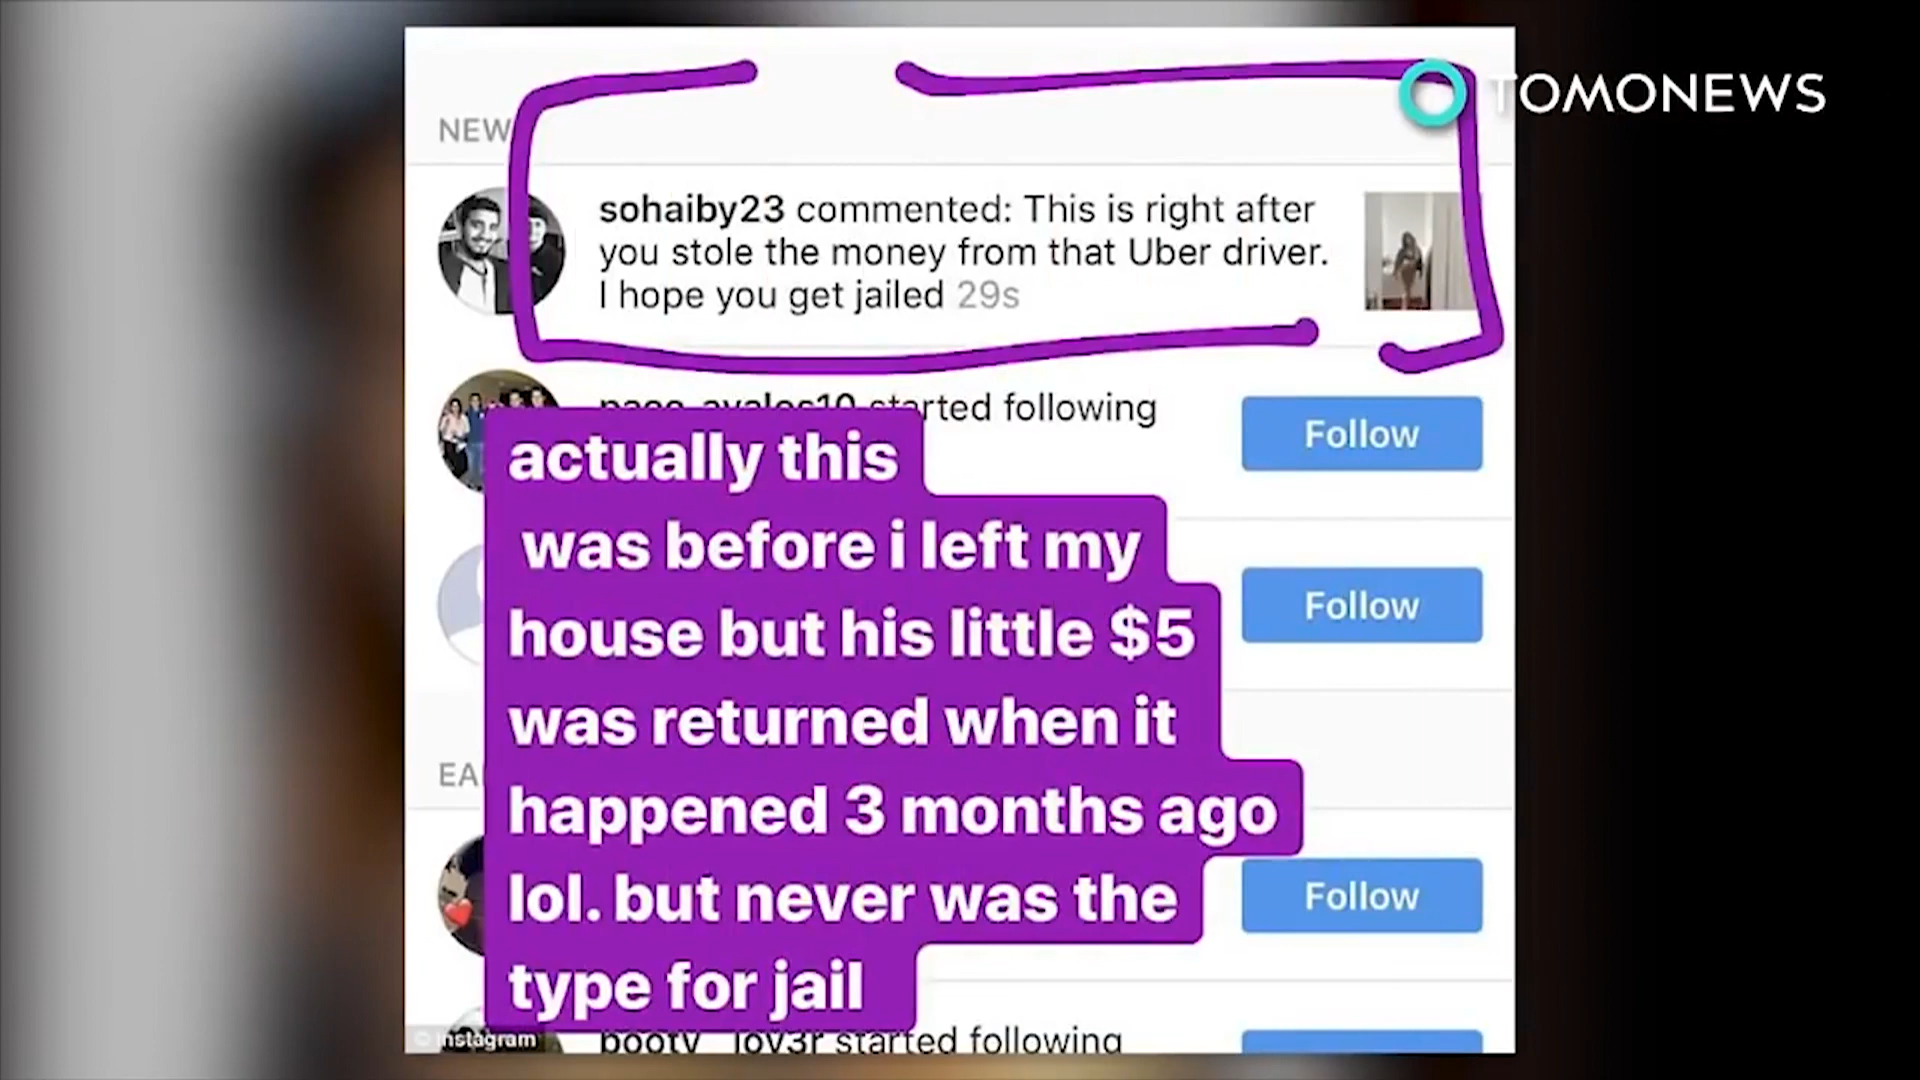 TOMONEWS
NEW
sohaiby23 commented: This is right after
you stole the money from that Uber driver.
I hope you get jailed 29s
started following
Follow
actually this
was before i left my
house but his little $5
Follow
was returned when it
EA
happened 3 months ago
lol. but never was the
Follow
type for jail
© Instagram
started following